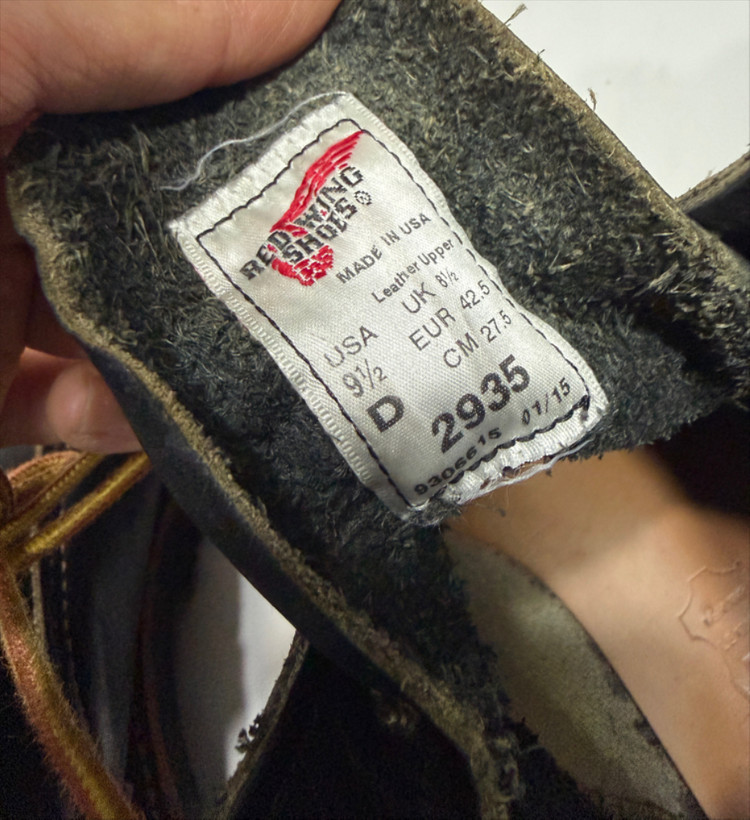 RED WING
SHOES®
MADE IN USA
Leather Upper
USA UK 8½
9½ EUR 42.5
D CM 27.5
2935
9306615 01/15